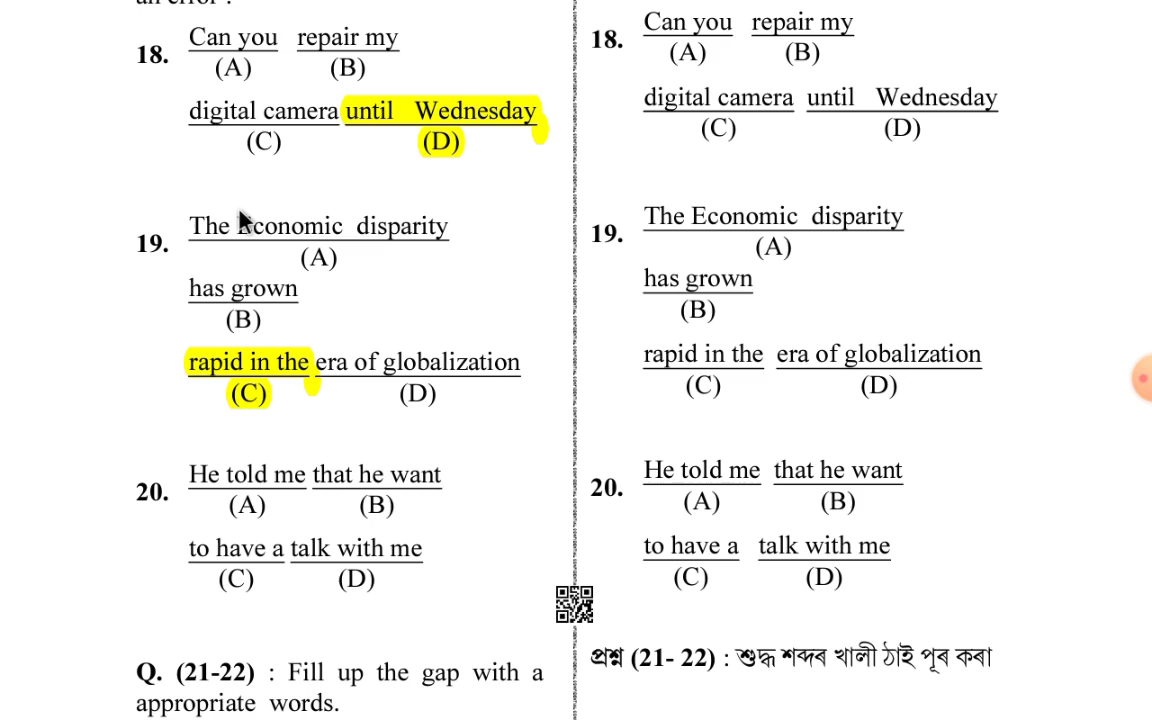 an error :
18. Can you repair my
(A) (B)
digital camera until Wednesday
(C) (D)
19. The Economic disparity
(A)
has grown
(B)
rapid in the era of globalization
(C) (D)
20. He told me that he want
(A) (B)
to have a talk with me
(C) (D)
Q. (21-22) : Fill up the gap with a
appropriate words.
18. Can you repair my
(A) (B)
digital camera until Wednesday
(C) (D)
19. The Economic disparity
(A)
has grown
(B)
rapid in the era of globalization
(C) (D)
20. He told me that he want
(A) (B)
to have a talk with me
(C) (D)
প্ৰশ্ন (21- 22) : শুদ্ধ শব্দৰ খালী ঠাই পূৰ কৰা